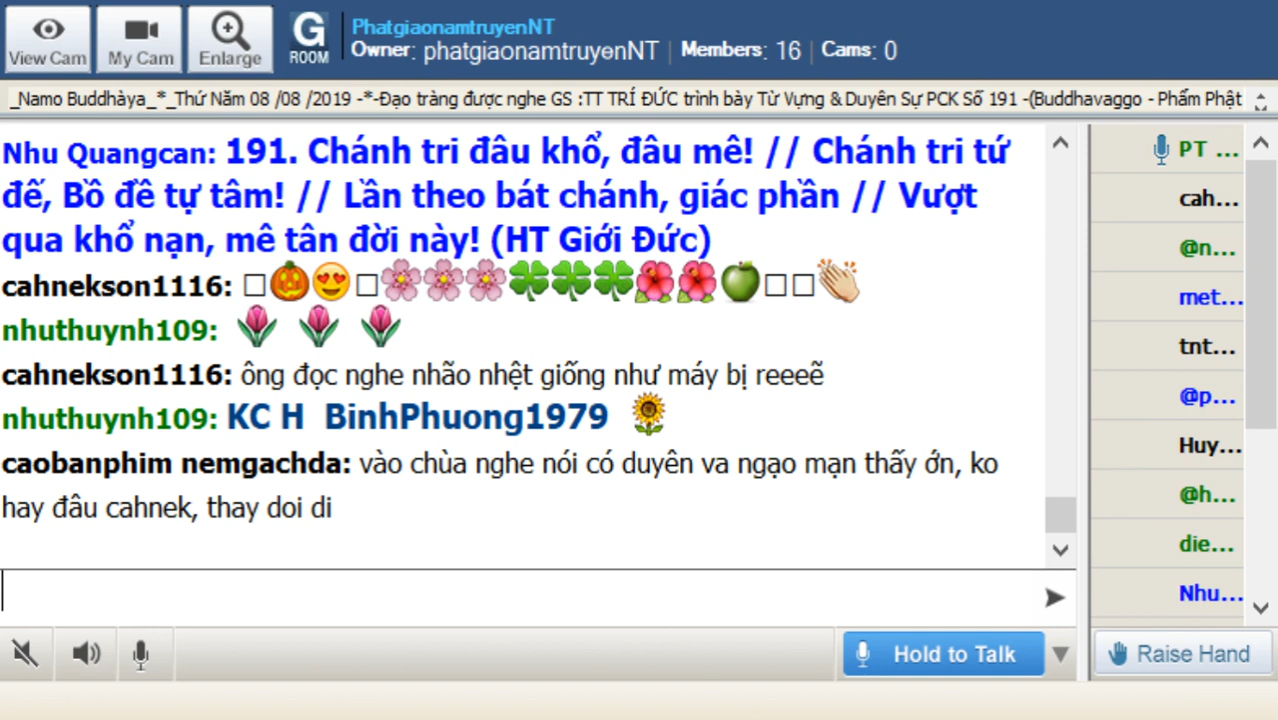 View Cam
My Cam
Enlarge
G
ROOM
PhatgiaonamtruyenNT
Owner: phatgiaonamtruyenNT | Members: 16 | Cams: 0
_Namo Buddhàya_*_Thứ Năm 08 /08 /2019 -*-Đạo tràng được nghe GS :TT TRÍ ĐỨC trình bày Từ Vựng & Duyên Sự PCK Số 191 -(Buddhavaggo - Phẩm Phật
Nhu Quangcan: 191. Chánh tri đâu khổ, đâu mê! // Chánh tri tứ
đế, Bồ đề tự tâm! // Lần theo bát chánh, giác phần // Vượt
qua khổ nạn, mê tân đời này! (HT Giới Đức)
cahnekson1116: 🎃😍🌸🌸🌸🍀🍀🍀🌺🌺🍏👏
nhuthuynh109: 🌷 🌷 🌷
cahnekson1116: ông đọc nghe nhão nhệt giống như máy bị reeeẽ
nhuthuynh109: KC H BinhPhuong1979 🌻
caobanphim nemgachda: vào chùa nghe nói có duyên va ngạo mạn thấy ớn, ko
hay đâu cahnek, thay doi di
PT ...
cah...
@n...
met...
tnt...
@p...
Huy...
@h...
die...
Nhu...
Hold to Talk
Raise Hand